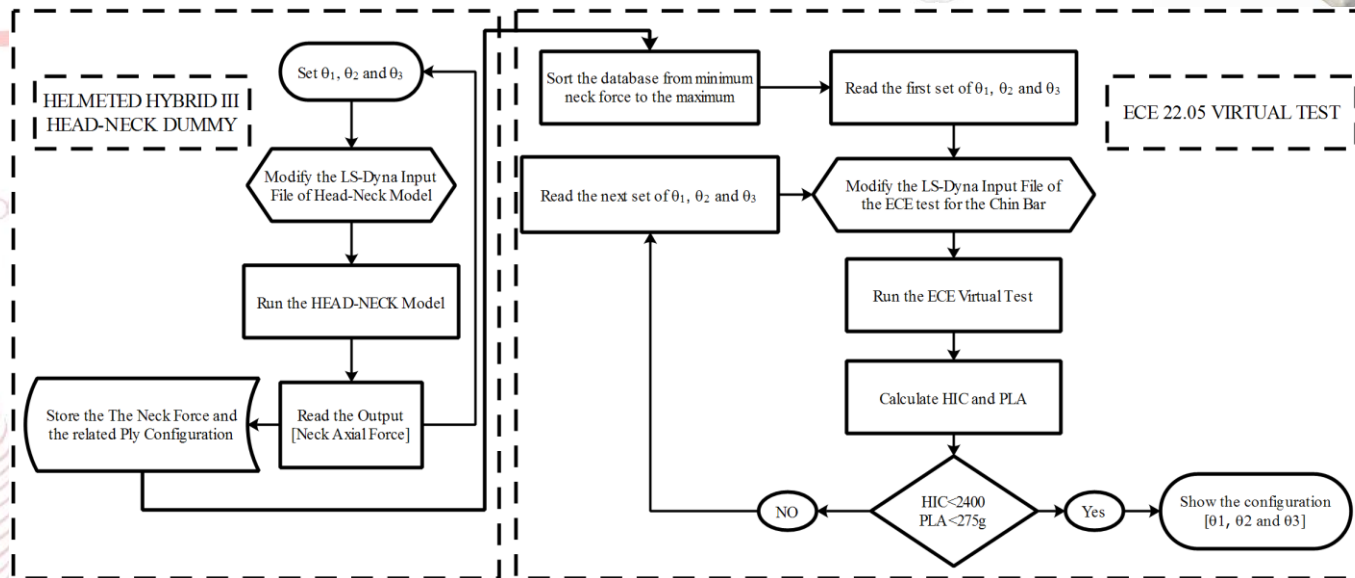 HELMETED HYBRID III
HEAD-NECK DUMMY
Set θ1, θ2 and θ3
Modify the LS-Dyna Input
File of Head-Neck Model
Run the HEAD-NECK Model
Read the Output
[Neck Axial Force]
Store the The Neck Force and
the related Ply Configuration
Sort the database from minimum
neck force to the maximum
Read the first set of θ1, θ2 and θ3
ECE 22.05 VIRTUAL TEST
Read the next set of θ1, θ2 and θ3
Modify the LS-Dyna Input File of
the ECE test for the Chin Bar
Run the ECE Virtual Test
Calculate HIC and PLA
HIC<2400
PLA<275g
NO
Yes
Show the configuration
[θ1, θ2 and θ3]